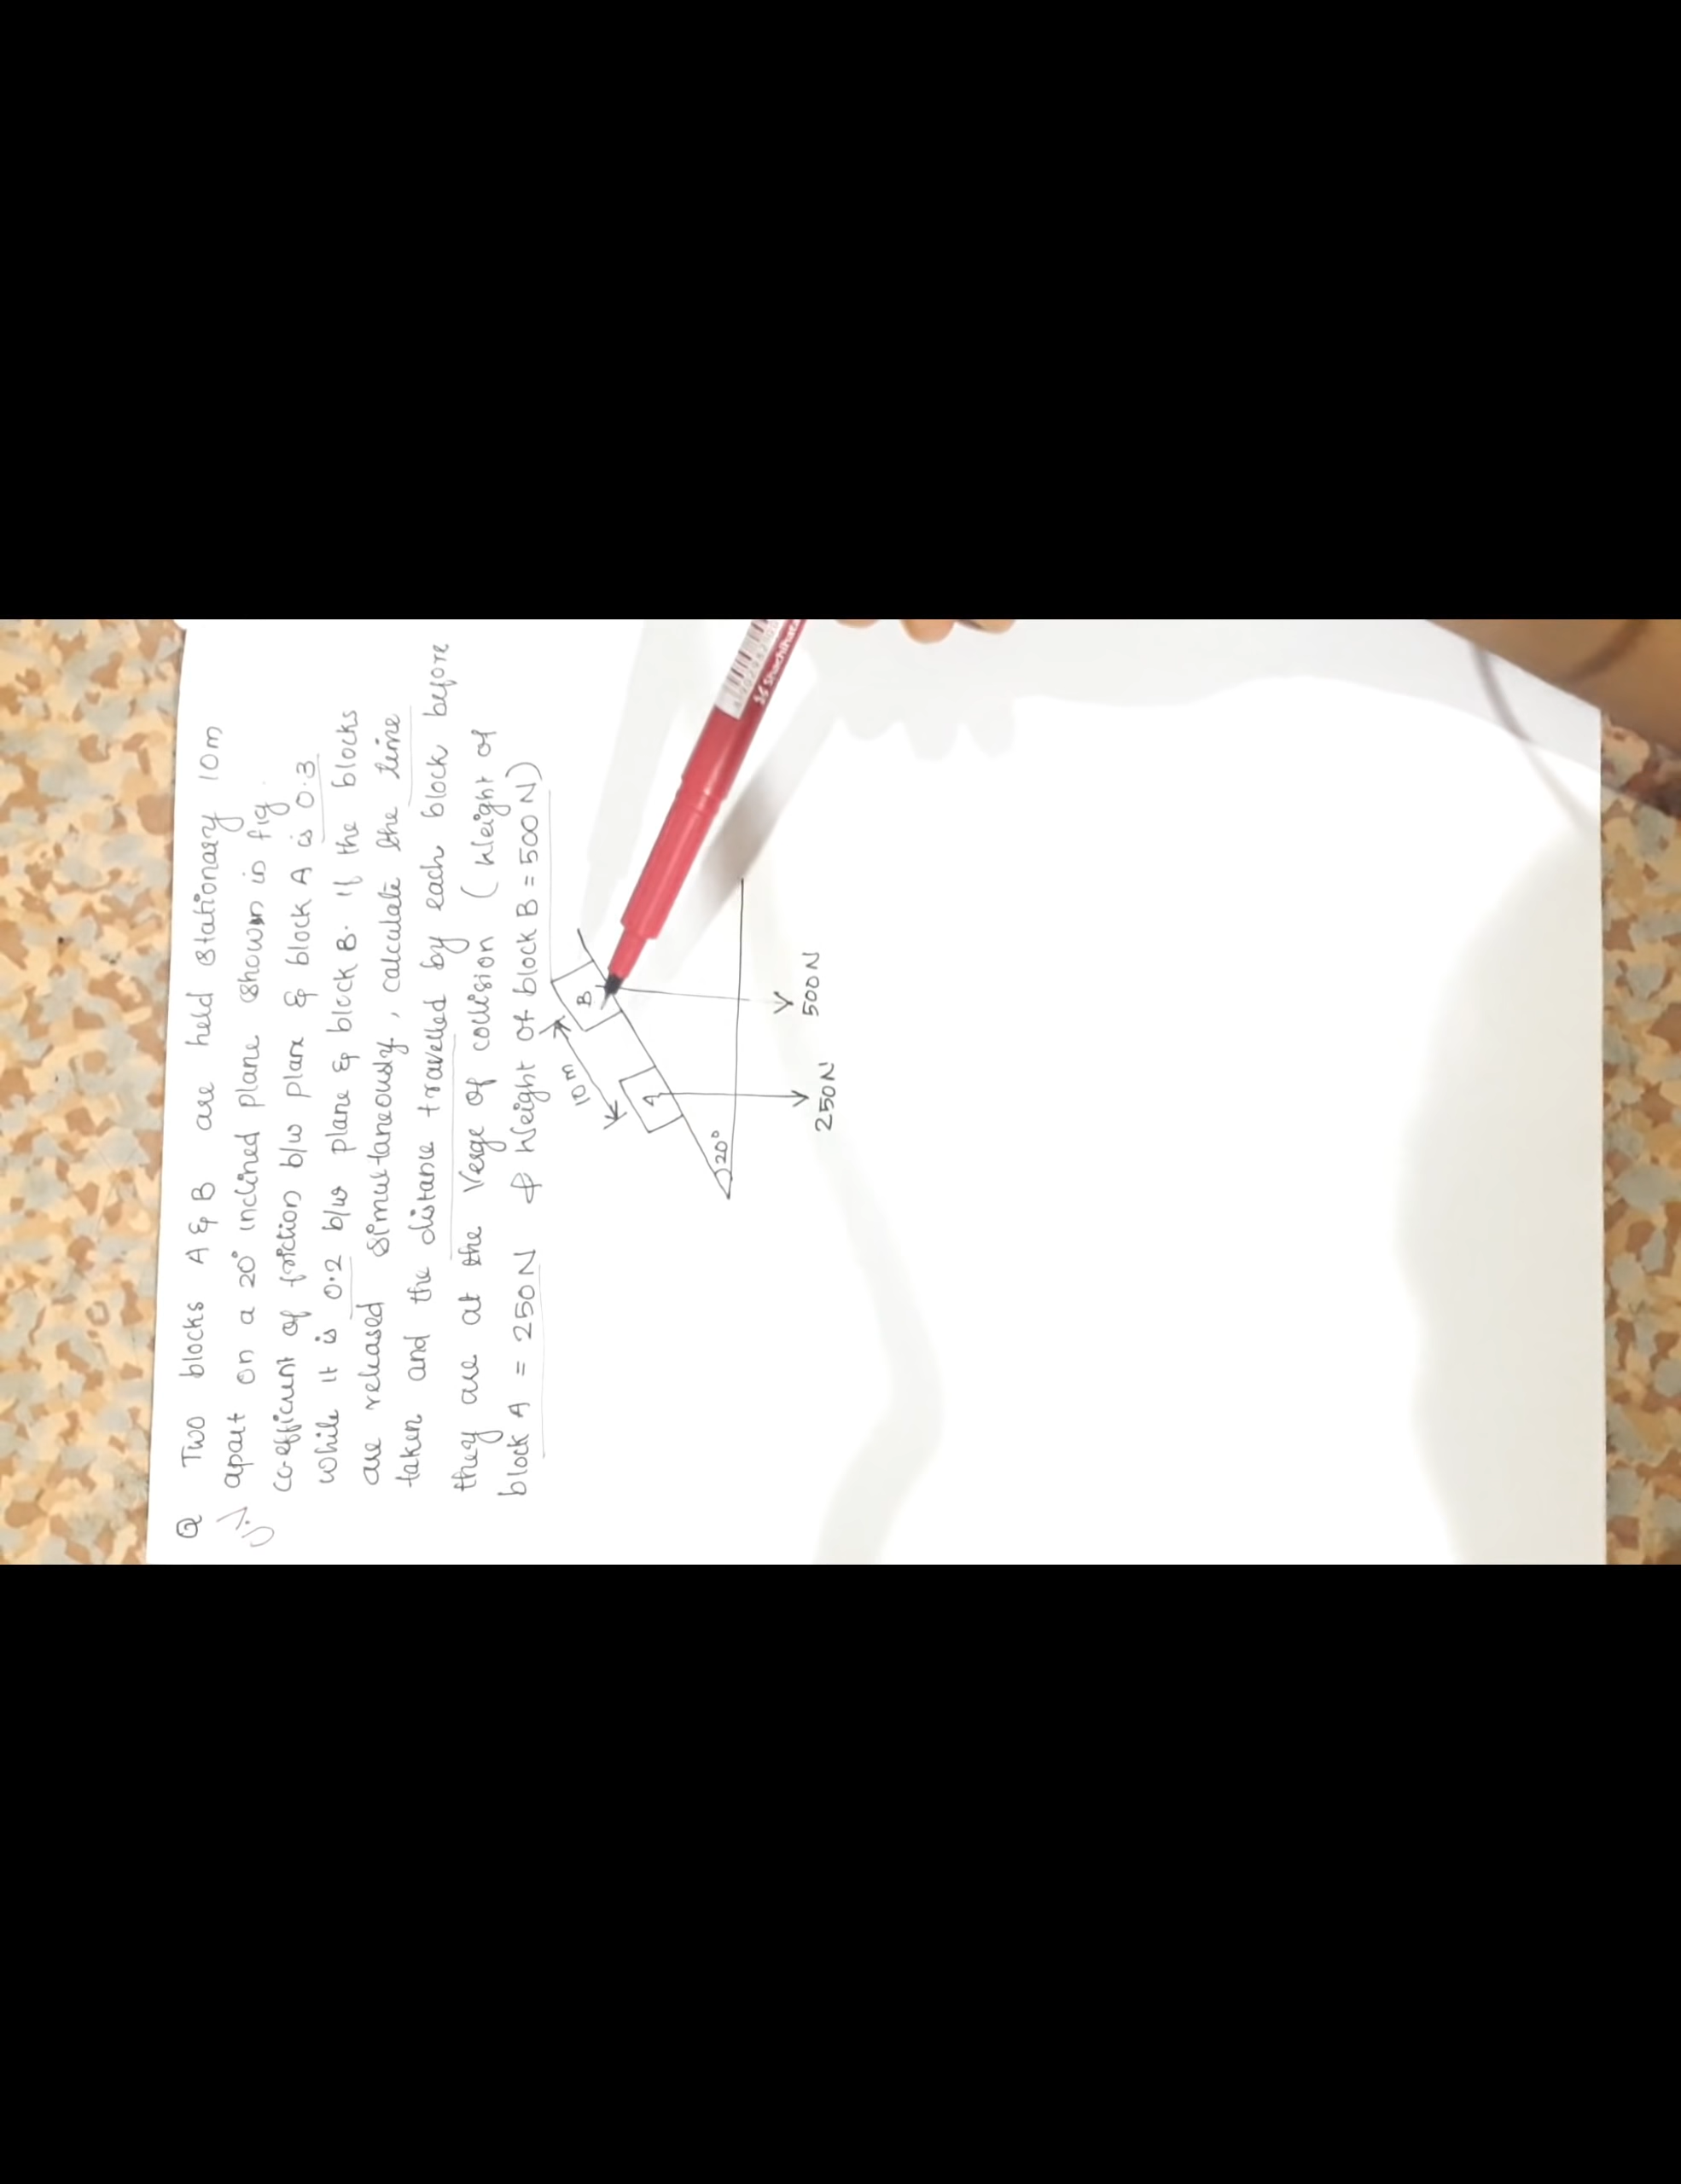 Q Two blocks A & B are held stationary 10m
apart on a 20° inclined plane shown in fig.
co-efficient of friction b/w plane & block A is 0.3
while it is 0.2 b/w plane & block B. If the blocks
are released simultaneously, calculate the time
taken and the distance travelled by each block before
they are at the verge of collision (Weight of
block A = 250N & Weight of block B = 500N)
10m
B
A
20°
250N
500N